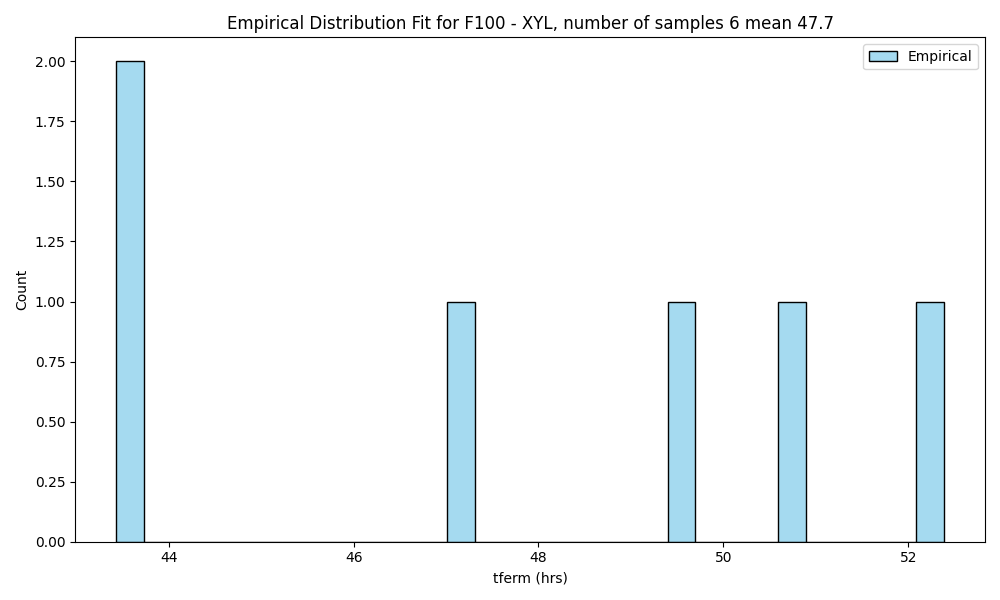 Empirical Distribution Fit for F100 - XYL, number of samples 6 mean 47.7
Empirical
2.00
1.75
1.50
1.25
1.00
0.75
0.50
0.25
0.00
Count
44 46 48 50 52
tferm (hrs)